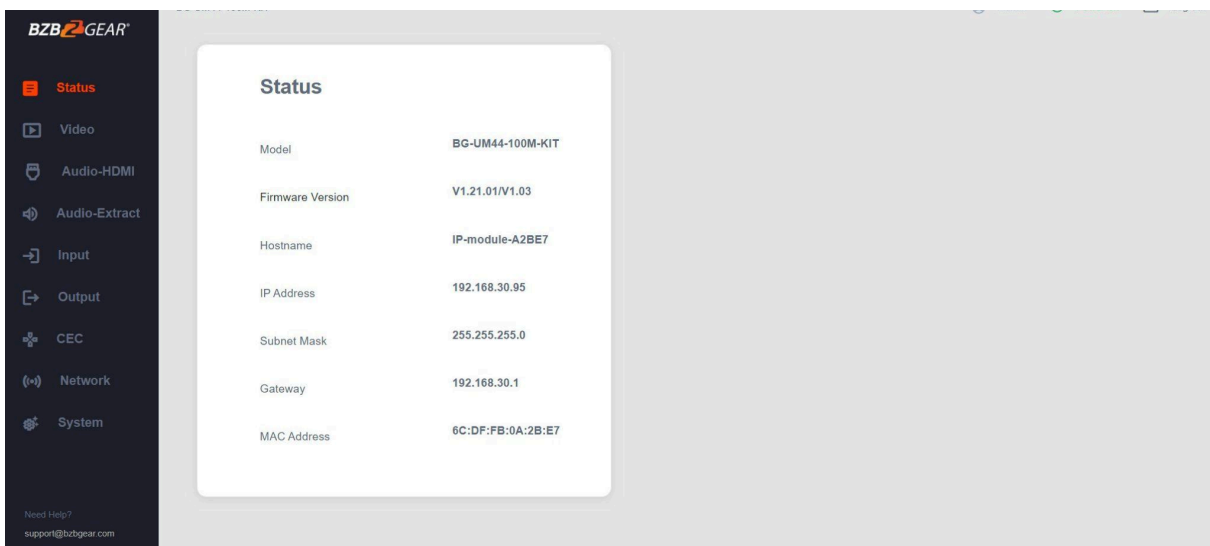 BZBGEAR®
Status
Video
Audio-HDMI
Audio-Extract
Input
Output
CEC
Network
System
Need Help?
support@bzbgear.com
Status
Model BG-UM44-100M-KIT
Firmware Version V1.21.01/V1.03
Hostname IP-module-A2BE7
IP Address 192.168.30.95
Subnet Mask 255.255.255.0
Gateway 192.168.30.1
MAC Address 6C:DF:FB:0A:2B:E7